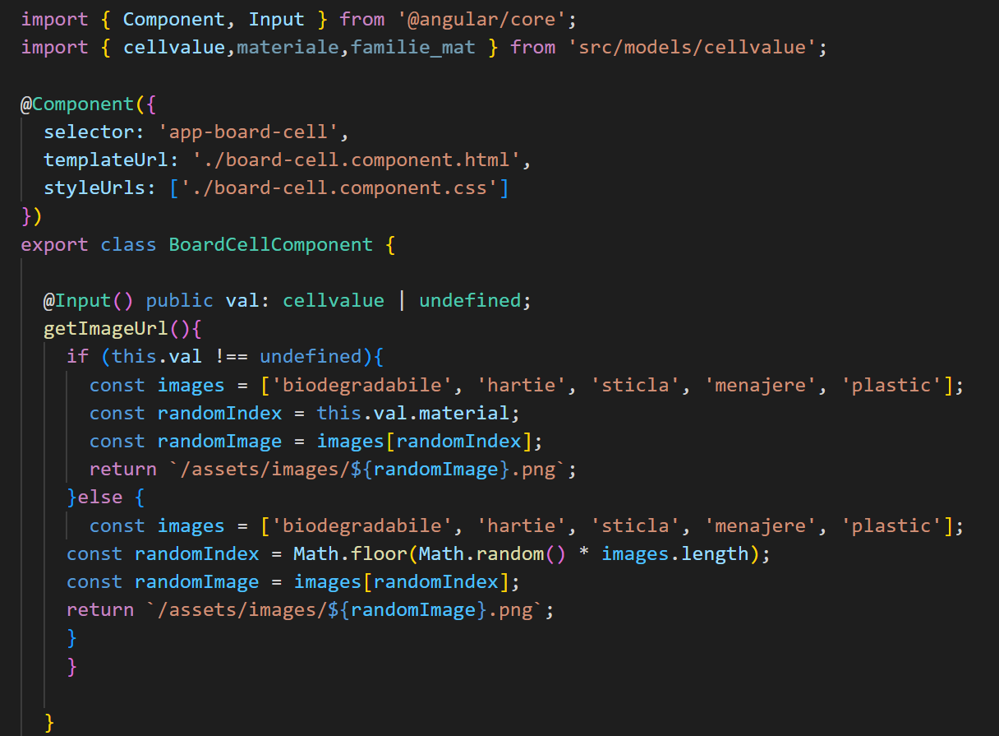 import { Component, Input } from '@angular/core';
import { cellvalue,materiale,familie_mat } from 'src/models/cellvalue';
@Component({
  selector: 'app-board-cell',
  templateUrl: './board-cell.component.html',
  styleUrls: ['./board-cell.component.css']
})
export class BoardCellComponent {
  @Input() public val: cellvalue | undefined;
  getImageUrl(){
    if (this.val !== undefined){
      const images = ['biodegradabile', 'hartie', 'sticla', 'menajere', 'plastic'];
      const randomIndex = this.val.material;
      const randomImage = images[randomIndex];
      return `/assets/images/${randomImage}.png`;
    }else {
      const images = ['biodegradabile', 'hartie', 'sticla', 'menajere', 'plastic'];
    const randomIndex = Math.floor(Math.random() * images.length);
    const randomImage = images[randomIndex];
    return `/assets/images/${randomImage}.png`;
    }
    }
  }